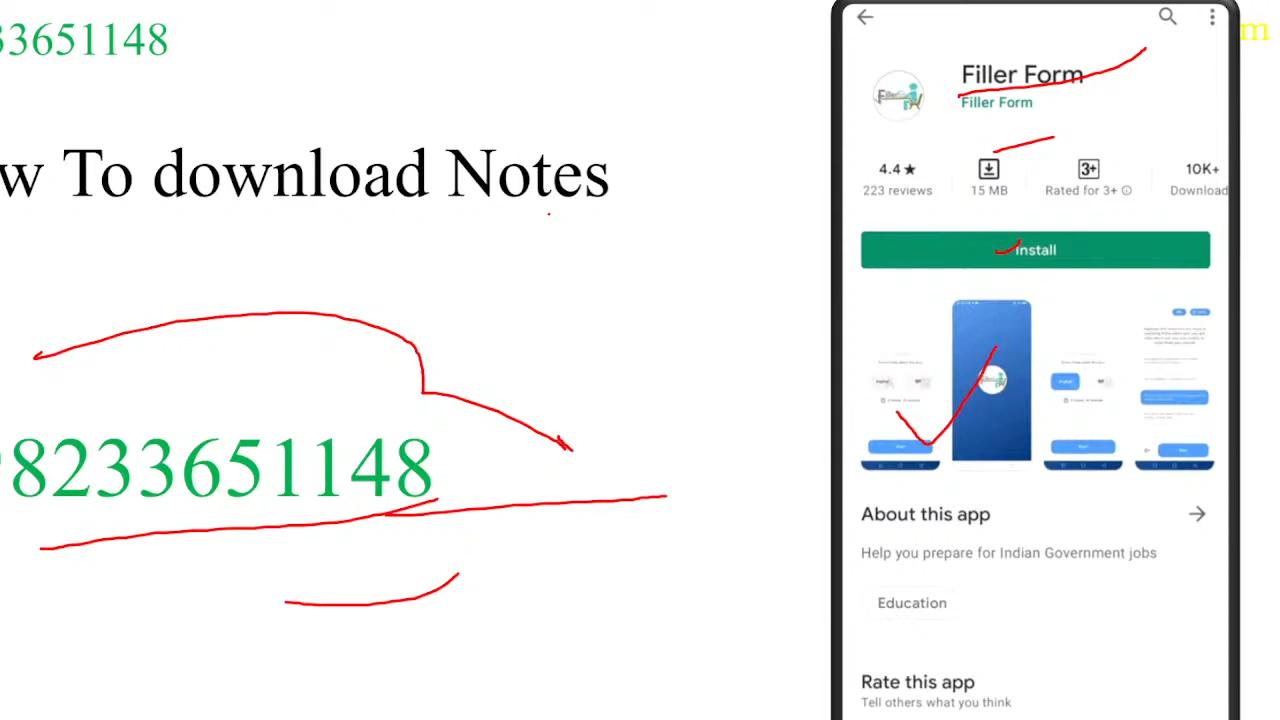 33651148
w To download Notes
8233651148
m
Filler Form
Filler Form
4.4★
223 reviews
15 MB
3+
Rated for 3+
10K+
Download
Install
About this app
Help you prepare for Indian Government jobs
Education
Rate this app
Tell others what you think